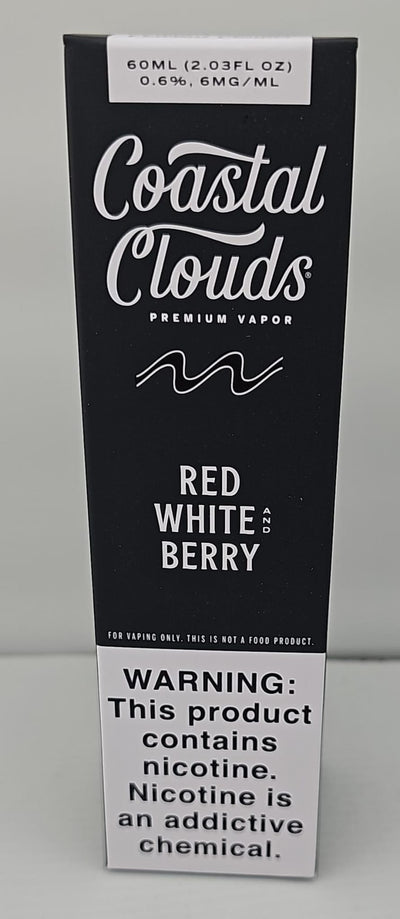 60ML (2.03FL OZ)
0.6%, 6MG/ML
Coastal
Clouds®
PREMIUM VAPOR
RED
WHITE AND
BERRY
FOR VAPING ONLY. THIS IS NOT A FOOD PRODUCT.
WARNING:
This product
contains
nicotine.
Nicotine is
an addictive
chemical.